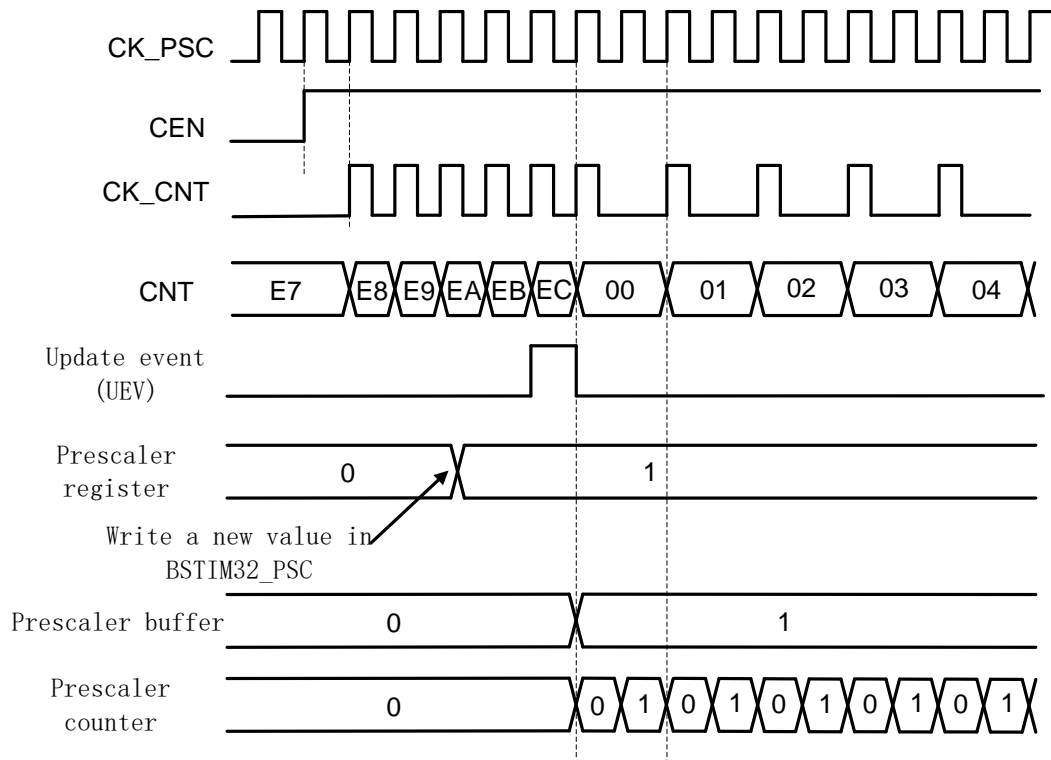 CK_PSC
CEN
CK_CNT
CNT
E7 E8 E9 EA EB EC 00 01 02 03 04
Update event
(UEV)
Prescaler
register
0 1
Write a new value in
BSTIM32_PSC
Prescaler buffer
0 1
Prescaler
counter
0 0 1 0 1 0 1 0 1 0 1